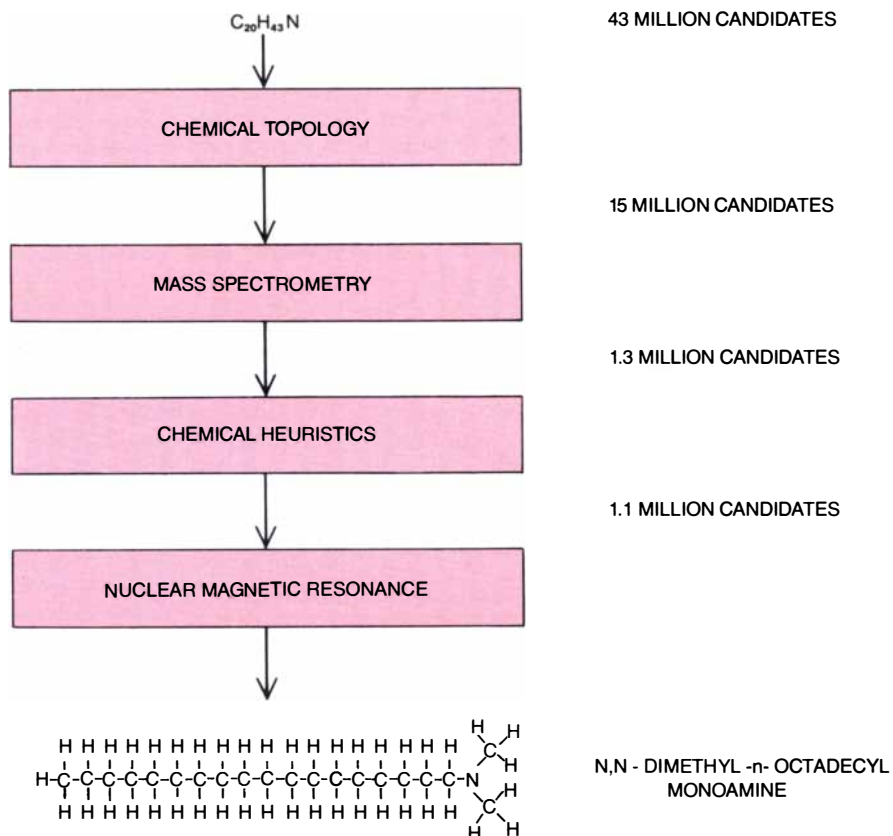 C₂₀H₄₃N
43 MILLION CANDIDATES
CHEMICAL TOPOLOGY
15 MILLION CANDIDATES
MASS SPECTROMETRY
1.3 MILLION CANDIDATES
CHEMICAL HEURISTICS
1.1 MILLION CANDIDATES
NUCLEAR MAGNETIC RESONANCE
H H
H H H H H H H H H H H H H H H H H H C
H
H-C-C-C-C-C-C-C-C-C-C-C-C-C-C-C-C-C-C-N
H
H H H H H H H H H H H H H H H H H H C
H H
N,N - DIMETHYL -n- OCTADECYL
MONOAMINE